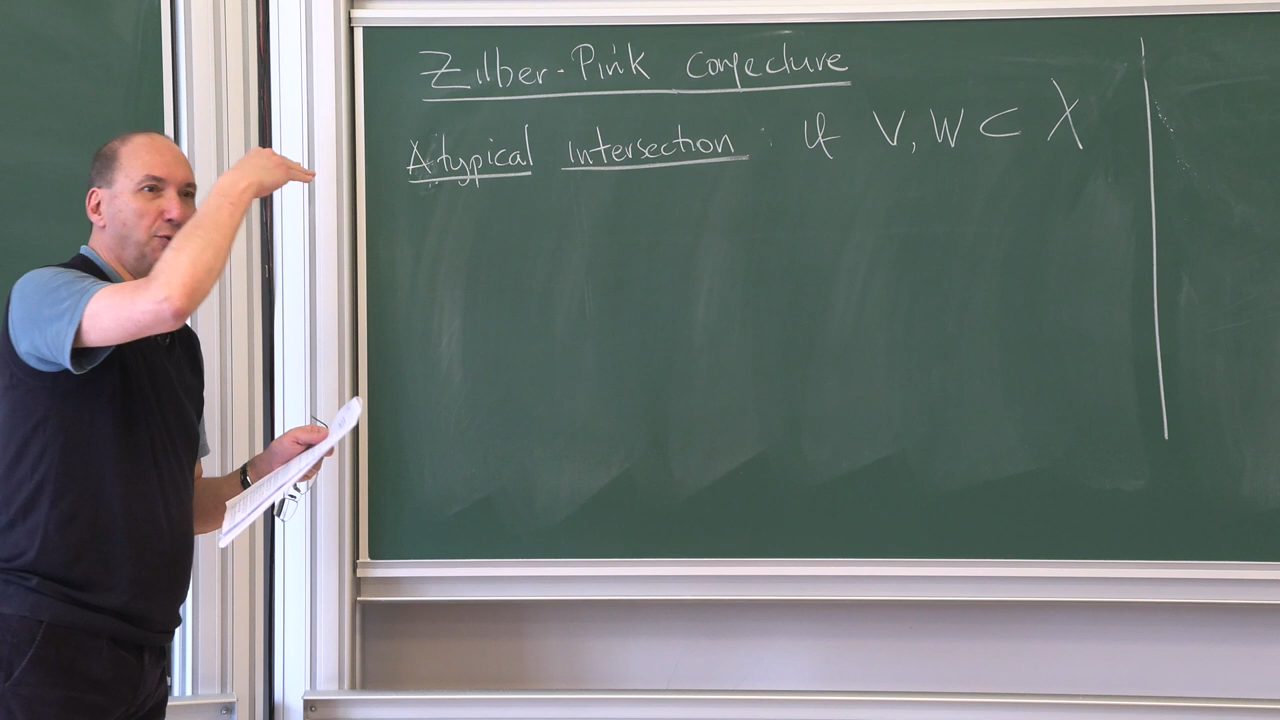 Zilber-Pink conjecture
Atypical Intersection : If V, W ⊂ X